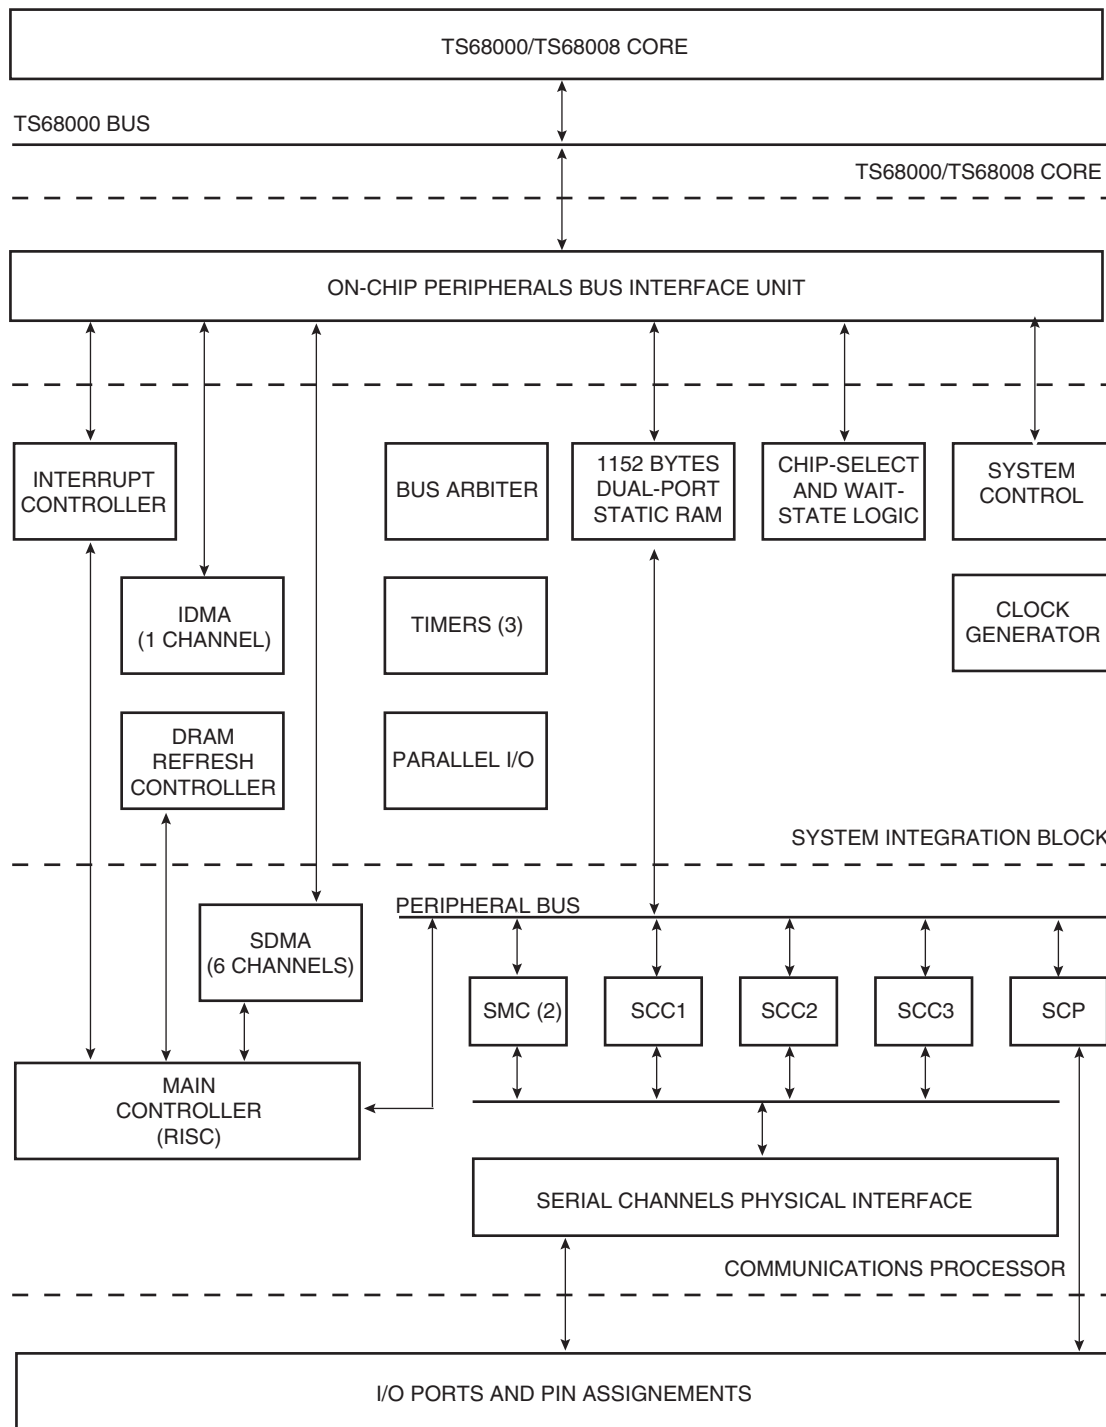 TS68000/TS68008 CORE
TS68000 BUS
TS68000/TS68008 CORE
ON-CHIP PERIPHERALS BUS INTERFACE UNIT
INTERRUPT
CONTROLLER
BUS ARBITER
1152 BYTES
DUAL-PORT
STATIC RAM
CHIP-SELECT
AND WAIT-
STATE LOGIC
SYSTEM
CONTROL
IDMA
(1 CHANNEL)
TIMERS (3)
CLOCK
GENERATOR
DRAM
REFRESH
CONTROLLER
PARALLEL I/O
SYSTEM INTEGRATION BLOCK
PERIPHERAL BUS
SDMA
(6 CHANNELS)
SMC (2)
SCC1
SCC2
SCC3
SCP
MAIN
CONTROLLER
(RISC)
SERIAL CHANNELS PHYSICAL INTERFACE
COMMUNICATIONS PROCESSOR
I/O PORTS AND PIN ASSIGNEMENTS